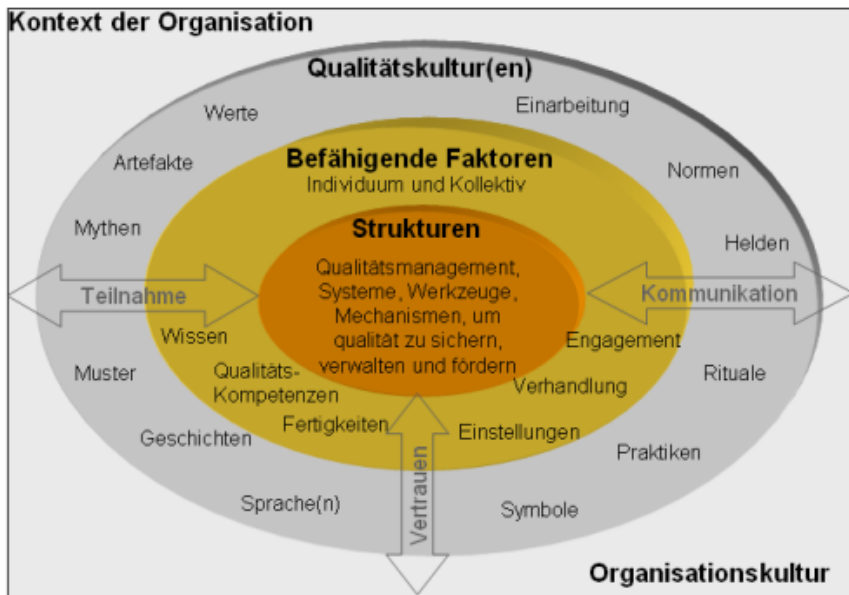 Kontext der Organisation
Qualitätskultur(en)
Werte
Einarbeitung
Artefakte
Befähigende Faktoren
Individuum und Kollektiv
Normen
Mythen
Strukturen
Helden
Qualitätsmanagement,
Systeme, Werkzeuge,
Mechanismen, um
qualität zu sichern,
verwalten und fördern
Teilnahme
Kommunikation
Wissen
Engagement
Muster
Qualitäts-
Kompetenzen
Verhandlung
Rituale
Geschichten
Fertigkeiten
Einstellungen
Praktiken
Vertrauen
Sprache(n)
Symbole
Organisationskultur